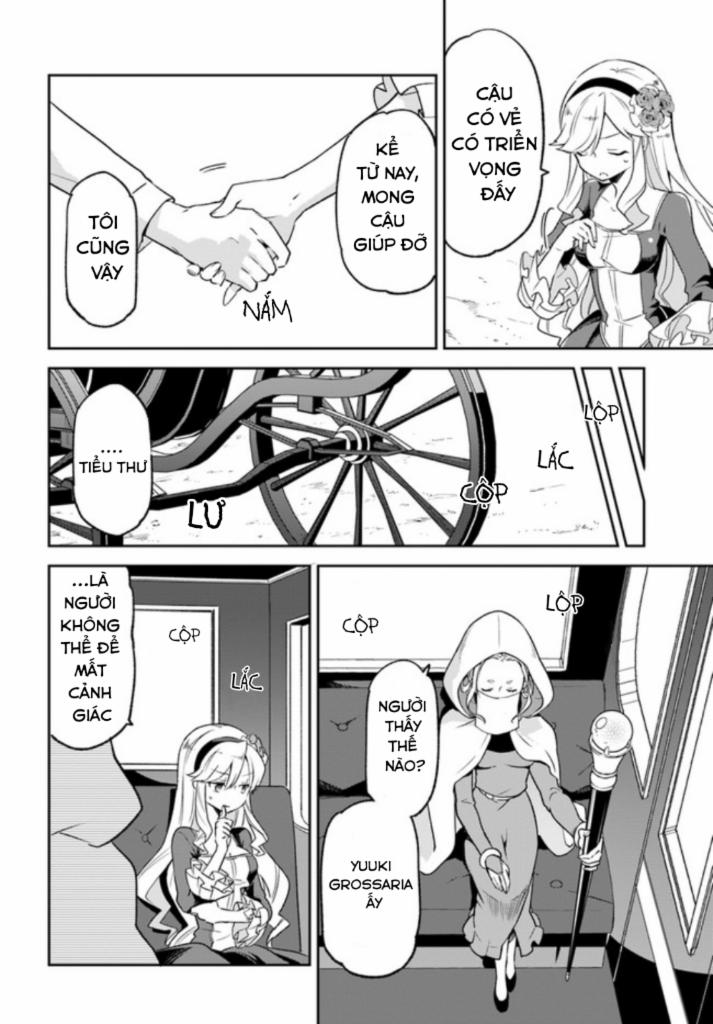 CẬU
CÓ VẺ
CÓ TRIỂN
VỌNG
ĐẤY
KỂ
TỪ NAY,
MONG
CẬU
GIÚP ĐỠ
TÔI
CŨNG
VẬY
NẮM
LỘP
LẮC
CỘP
....
TIỂU THƯ
LƯ
LỘP
CỘP
NGƯỜI
THẤY
THẾ
NÀO?
YUUKI
GROSSARIA
ẤY
...LÀ
NGƯỜI
KHÔNG
THỂ ĐỂ
MẤT
CẢNH
GIÁC
CỘP
LẮC